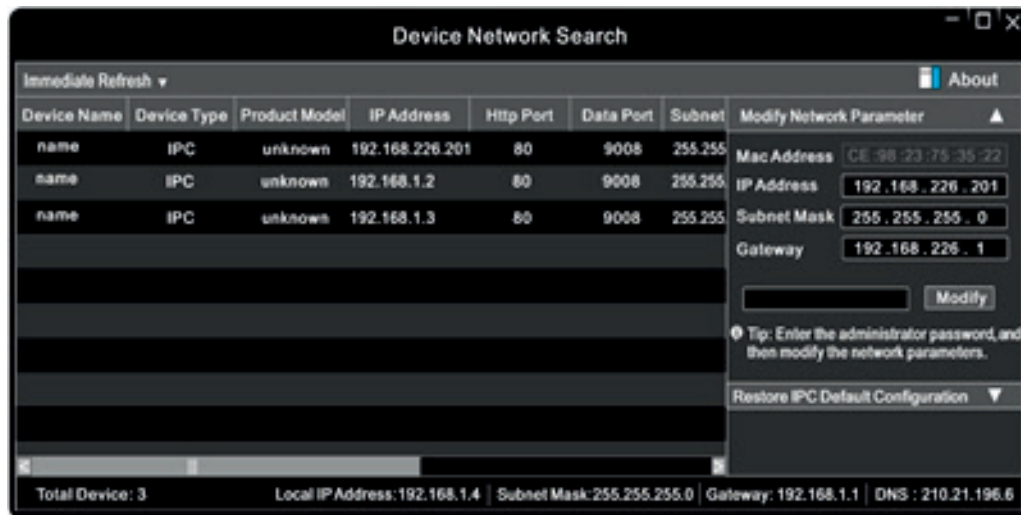 Device Network Search
Immediate Refresh About
Device Name Device Type Product Model IP Address Http Port Data Port Subnet
name IPC unknown 192.168.226.201 80 9008 255.255
name IPC unknown 192.168.1.2 80 9008 255.255.
name IPC unknown 192.168.1.3 80 9008 255.255.
Modify Network Parameter
Mac Address CE:98:23:75:35:22
IP Address 192.168.226.201
Subnet Mask 255.255.255.0
Gateway 192.168.226.1
Modify
Tip: Enter the administrator password, and
then modify the network parameters.
Restore IPC Default Configuration
Total Device: 3 Local IP Address:192.168.1.4 Subnet Mask:255.255.255.0 Gateway: 192.168.1.1 DNS : 210.21.196.6